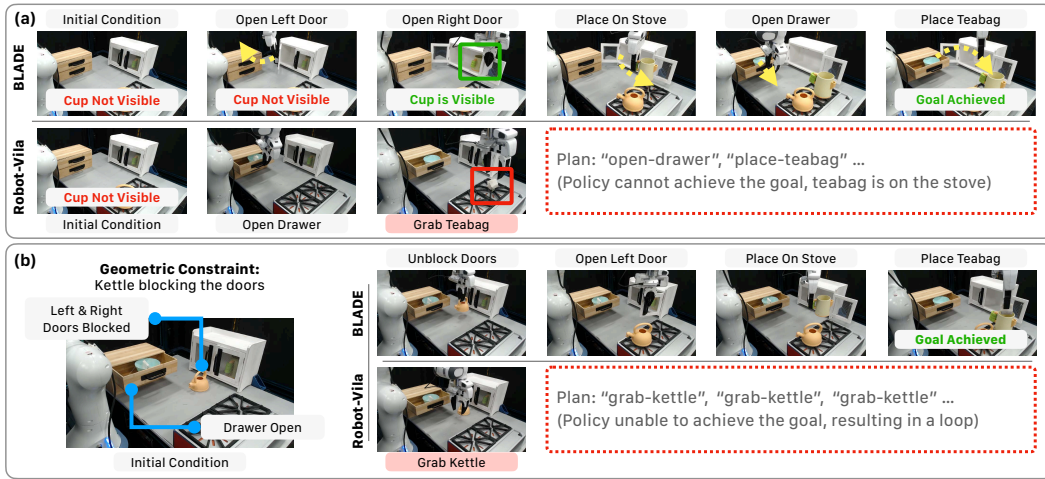 (a)
Initial Condition
Open Left Door
Open Right Door
Place On Stove
Open Drawer
Place Teabag
BLADE
Cup Not Visible
Cup Not Visible
Cup is Visible
Goal Achieved
Robot-Vila
Cup Not Visible
Plan: “open-drawer”, “place-teabag” ...
(Policy cannot achieve the goal, teabag is on the stove)
Initial Condition
Open Drawer
Grab Teabag
(b)
Geometric Constraint:
Kettle blocking the doors
Left & Right
Doors Blocked
Drawer Open
Initial Condition
Unblock Doors
Open Left Door
Place On Stove
Place Teabag
BLADE
Goal Achieved
Robot-Vila
Plan: “grab-kettle”, “grab-kettle”, “grab-kettle” ...
(Policy unable to achieve the goal, resulting in a loop)
Grab Kettle